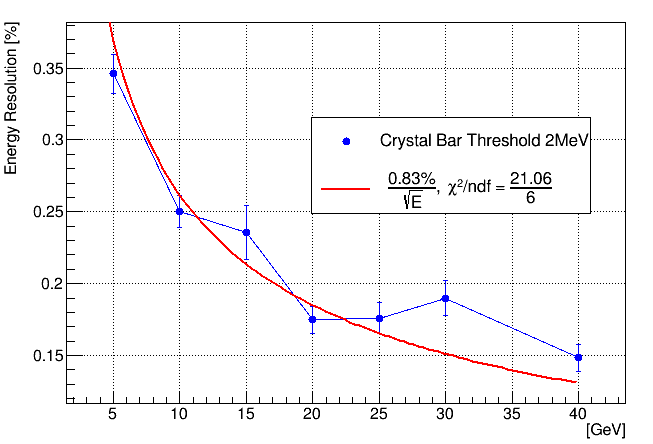 Energy Resolution [%]
0.35
0.3
0.25
0.2
0.15
Crystal Bar Threshold 2MeV
0.83%/√E, χ²/ndf = 21.06/6
5 10 15 20 25 30 35 40
[GeV]